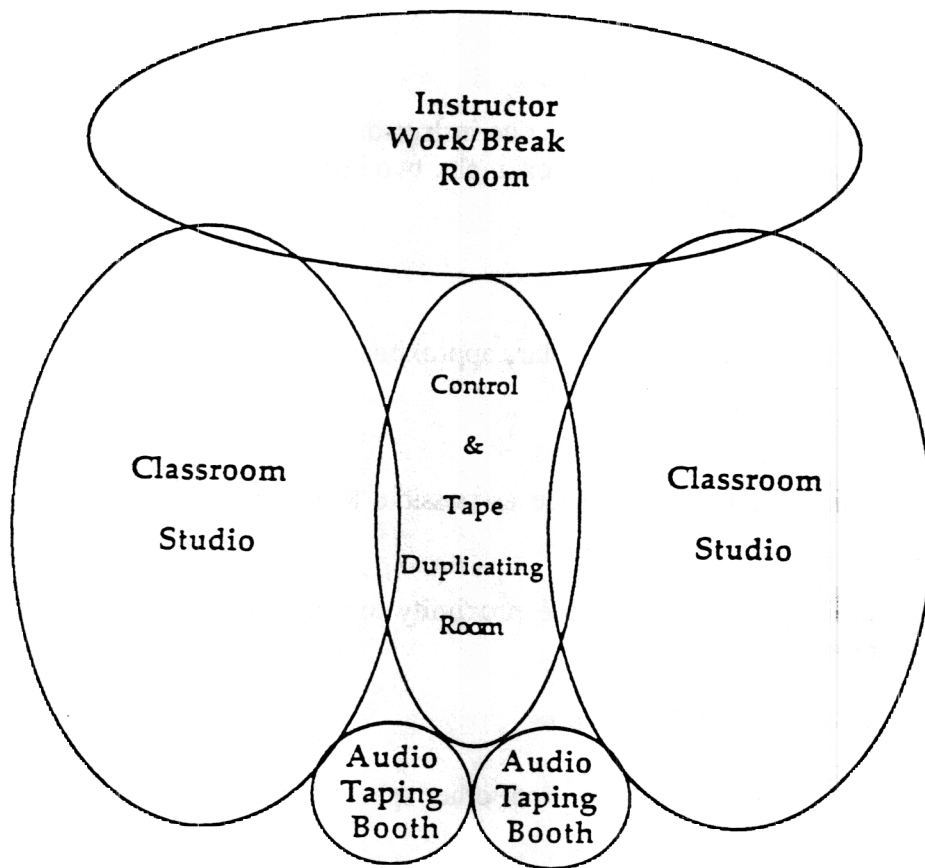 Instructor
Work/Break
Room
Classroom
Studio
Control
&
Tape
Duplicating
Room
Classroom
Studio
Audio
Taping
Booth
Audio
Taping
Booth